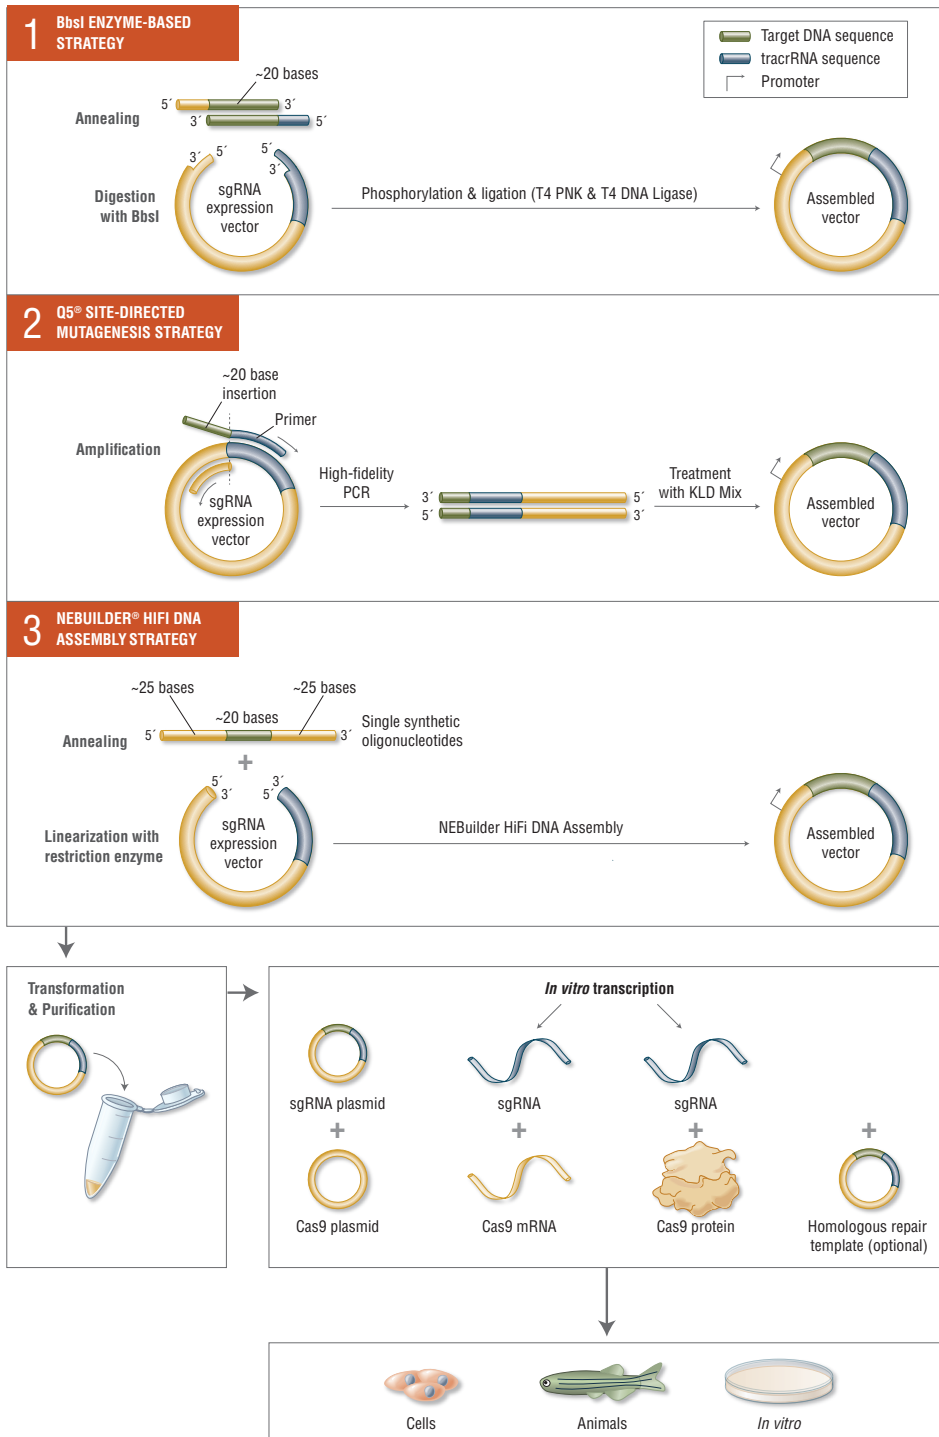 1
BbsI ENZYME-BASED
STRATEGY
Target DNA sequence
tracrRNA sequence
Promoter
~20 bases
5´
3´
Annealing
3´
5´
3´
5´
5´
3´
Digestion
with BbsI
sgRNA
expression
vector
Phosphorylation & ligation (T4 PNK & T4 DNA Ligase)
Assembled
vector
2
Q5® SITE-DIRECTED
MUTAGENESIS STRATEGY
~20 base
insertion
Primer
Amplification
sgRNA
expression
vector
High-fidelity
PCR
3´
5´
5´
3´
Treatment
with KLD Mix
Assembled
vector
3
NEBUILDER® HIFI DNA
ASSEMBLY STRATEGY
~25 bases
~20 bases
~25 bases
Annealing
5´
3´
Single synthetic
oligonucleotides
+
5´
3´
3´
5´
Linearization with
restriction enzyme
sgRNA
expression
vector
NEBuilder HiFi DNA Assembly
Assembled
vector
Transformation
& Purification
In vitro transcription
sgRNA plasmid
sgRNA
sgRNA
+
+
+
+
Cas9 plasmid
Cas9 mRNA
Cas9 protein
Homologous repair
template (optional)
Cells
Animals
In vitro